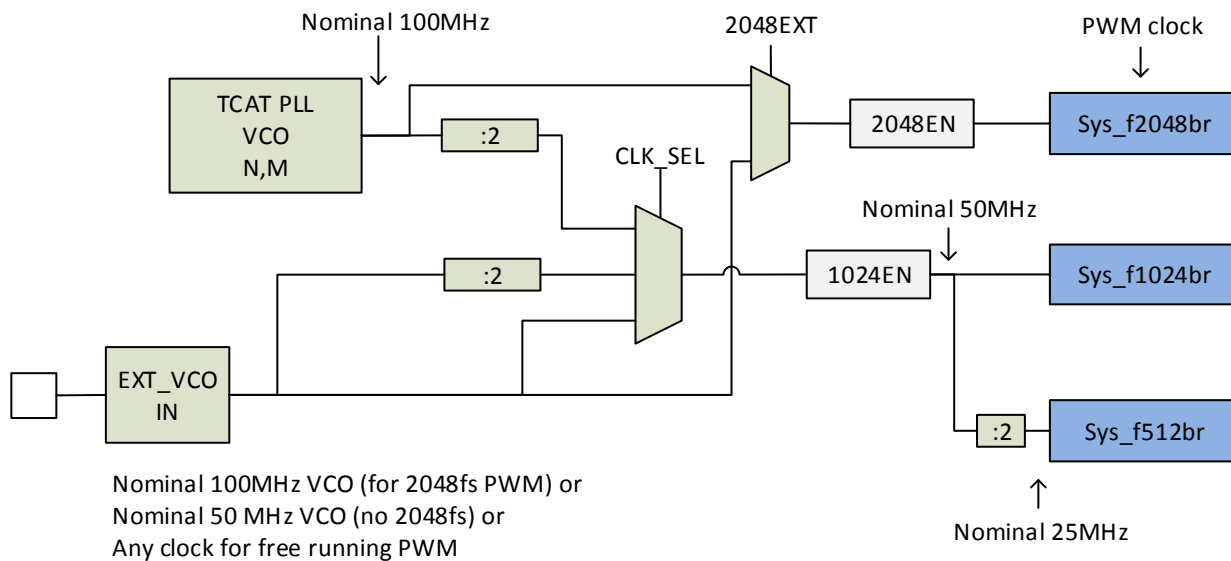 Nominal 100MHz
2048EXT
PWM clock
TCAT PLL
VCO
N,M
:2
2048EN
Sys_f2048br
CLK_SEL
Nominal 50MHz
:2
1024EN
Sys_f1024br
EXT_VCO
IN
:2
Sys_f512br
Nominal 100MHz VCO (for 2048fs PWM) or
Nominal 50 MHz VCO (no 2048fs) or
Any clock for free running PWM
Nominal 25MHz